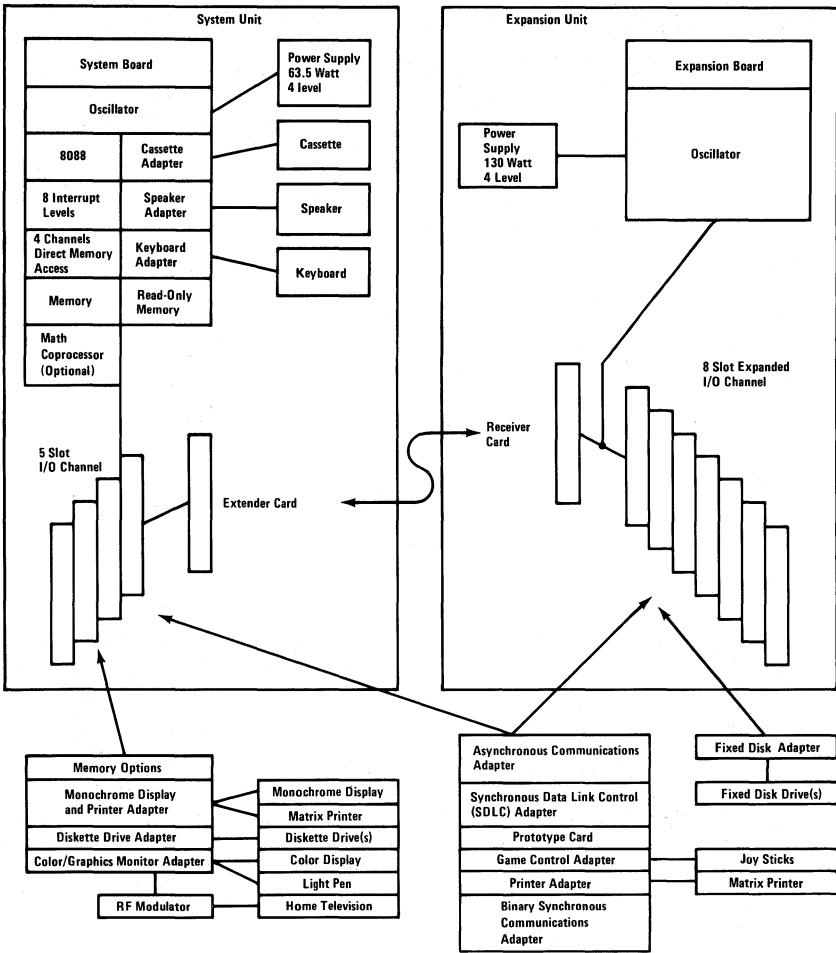 System Unit
System Board
Oscillator
8088
Cassette
Adapter
8 Interrupt
Levels
Speaker
Adapter
4 Channels
Direct Memory
Access
Keyboard
Adapter
Memory
Read-Only
Memory
Math
Coprocessor
(Optional)
Power Supply
63.5 Watt
4 level
Cassette
Speaker
Keyboard
5 Slot
I/O Channel
Extender Card
Expansion Unit
Expansion Board
Oscillator
Power
Supply
130 Watt
4 Level
8 Slot Expanded
I/O Channel
Receiver
Card
Memory Options
Monochrome Display
and Printer Adapter
Diskette Drive Adapter
Color/Graphics Monitor Adapter
RF Modulator
Monochrome Display
Matrix Printer
Diskette Drive(s)
Color Display
Light Pen
Home Television
Asynchronous Communications
Adapter
Synchronous Data Link Control
(SDLC) Adapter
Prototype Card
Game Control Adapter
Printer Adapter
Binary Synchronous
Communications
Adapter
Fixed Disk Adapter
Fixed Disk Drive(s)
Joy Sticks
Matrix Printer